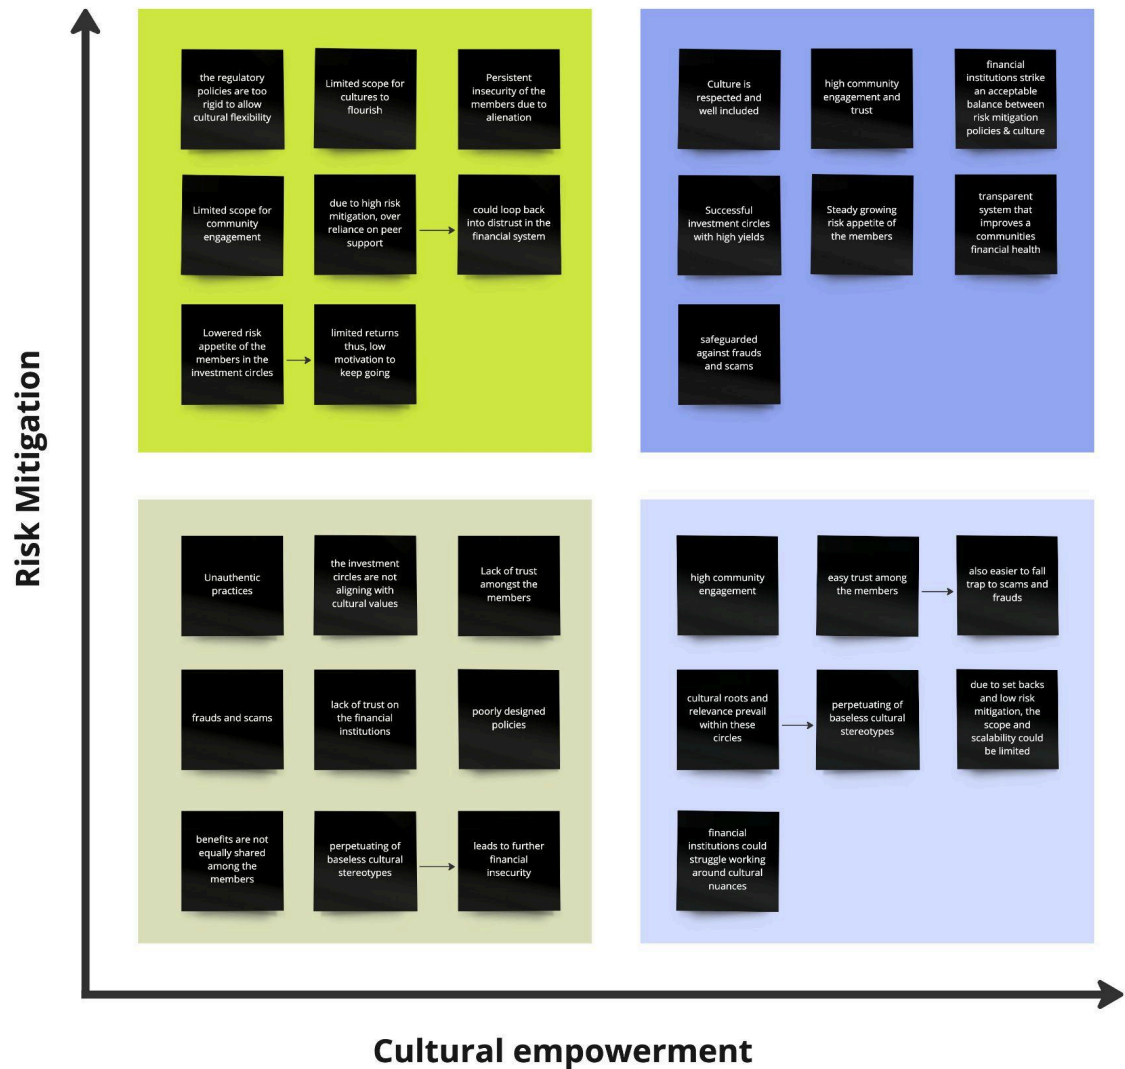 Risk Mitigation
the regulatory
policies are too
rigid to allow
cultural flexibility
Limited scope for
cultures to
flourish
Persistent
insecurity of the
members due to
alienation
Limited scope for
community
engagement
due to high risk
mitigation, over
reliance on peer
support
could loop back
into distrust in the
financial system
Lowered risk
appetite of the
members in the
investment circles
limited returns
thus, low
motivation to
keep going
Culture is
respected and
well included
high community
engagement and
trust
financial
institutions strike
an acceptable
balance between
risk mitigation
policies & culture
Successful
investment circles
with high yields
Steady growing
risk appetite of
the members
transparent
system that
improves a
communities
financial health
safeguarded
against frauds
and scams
Unauthentic
practices
the investment
circles are not
aligning with
cultural values
Lack of trust
amongst the
members
frauds and scams
lack of trust on
the financial
institutions
poorly designed
policies
benefits are not
equally shared
among the
members
perpetuating of
baseless cultural
stereotypes
leads to further
financial
insecurity
high community
engagement
easy trust among
the members
also easier to fall
trap to scams and
frauds
cultural roots and
relevance prevail
within these
circles
perpetuating of
baseless cultural
stereotypes
due to set backs
and low risk
mitigation, the
scope and
scalability could
be limited
financial
institutions could
struggle working
around cultural
nuances
Cultural empowerment